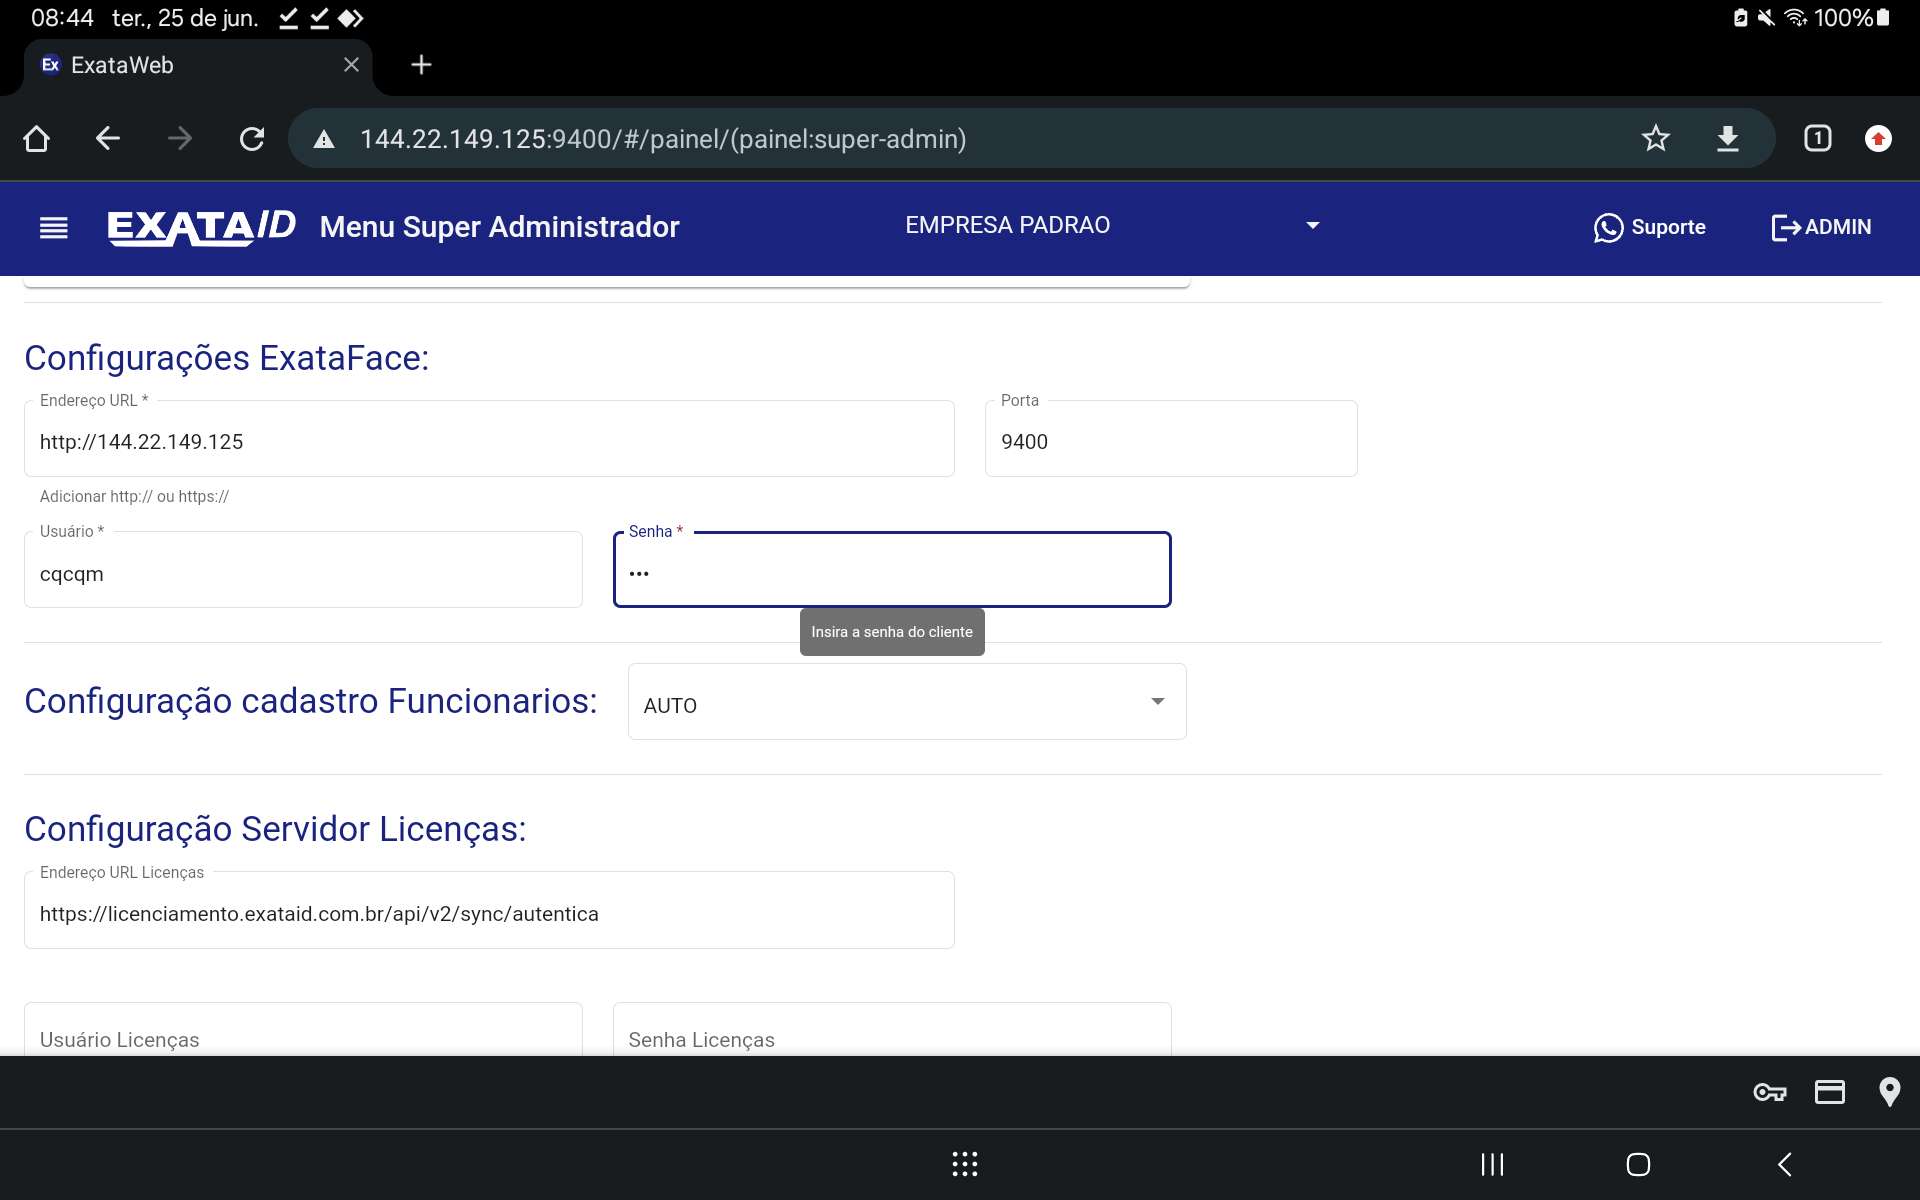 08:44 ter., 25 de jun.
100%
Ex ExataWeb
144.22.149.125:9400/#/painel/(painel:super-admin)
1
EXATAID Menu Super Administrador EMPRESA PADRAO Suporte ADMIN
Configurações ExataFace:
Endereço URL * Porta
http://144.22.149.125 9400
Adicionar http:// ou https://
Usuário * Senha *
cqcqm •••
Insira a senha do cliente
Configuração cadastro Funcionarios: AUTO
Configuração Servidor Licenças:
Endereço URL Licenças
https://licenciamento.exataid.com.br/api/v2/sync/autentica
Usuário Licenças Senha Licenças